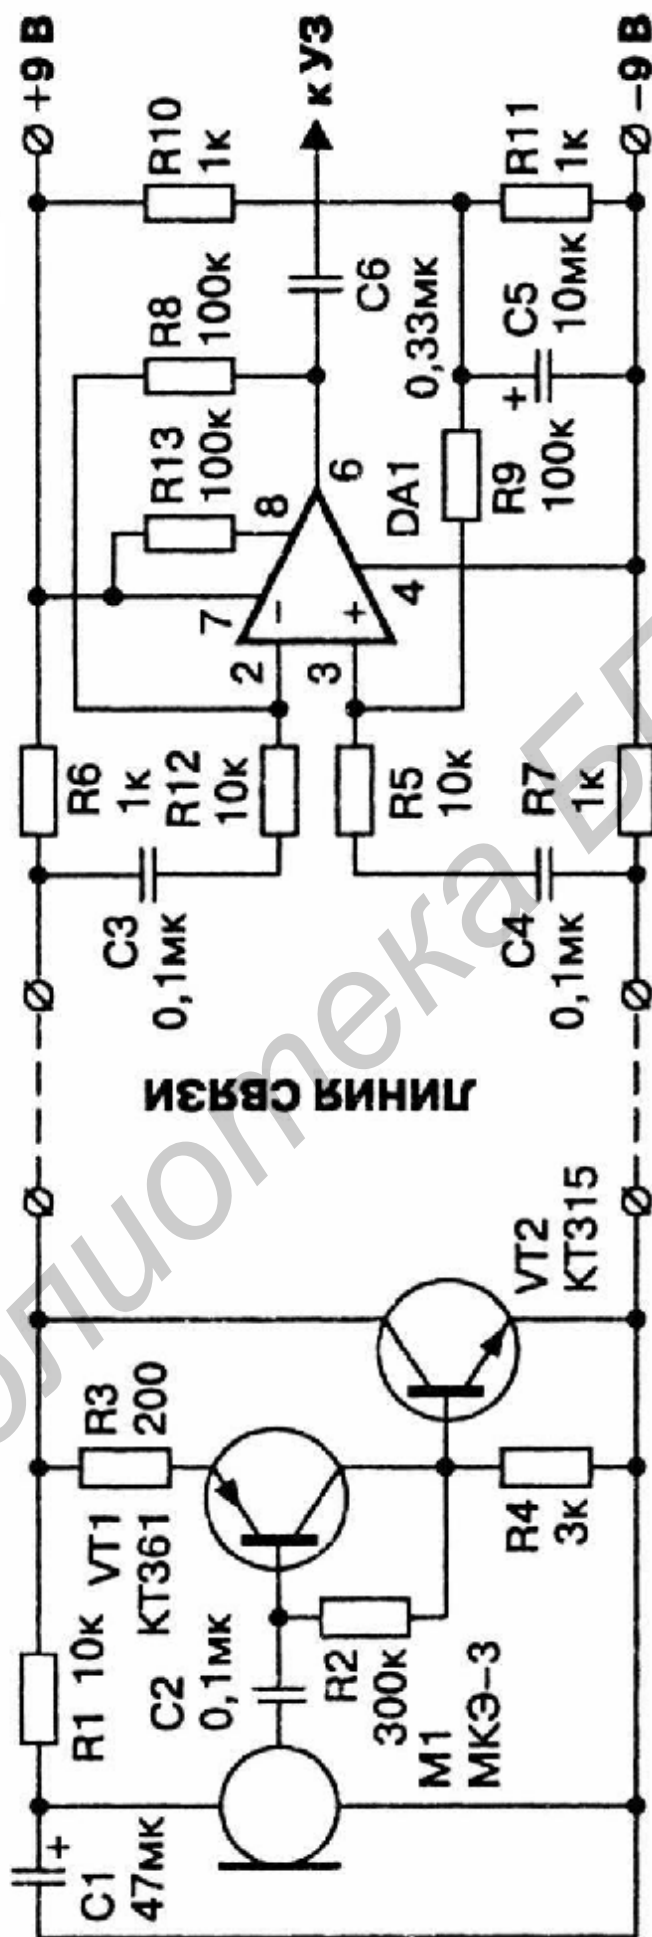 C1
47мк
+
R1 10к
М1
МКЭ-3
C2
0,1мк
R2
300к
VT1
КТ361
R3
200
R4
3к
VT2
КТ315
ЛИНИЯ СВЯЗИ
C3
0,1мк
C4
0,1мк
R6
1к
R12
10к
R5
10к
R7
1к
2
3
7
4
8
6
−
+
DA1
R13
100к
R8
100к
R9
100к
C6
0,33мк
C5
10мк
+
R10
1к
R11
1к
+9 В
к УЗ
−9 В